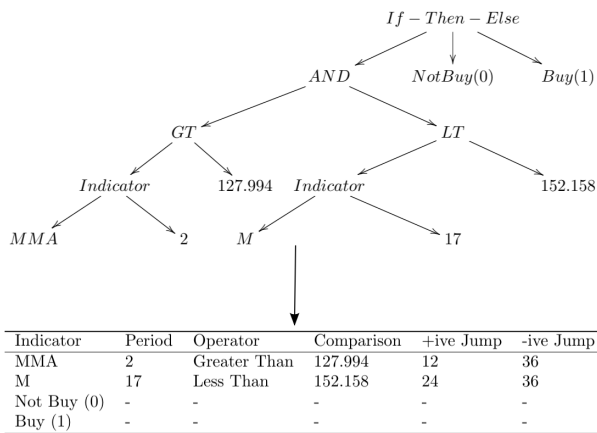 If − Then − Else
AND NotBuy(0) Buy(1)
GT LT
Indicator 127.994 Indicator 152.158
MMA 2 M 17
Indicator Period Operator Comparison +ive Jump -ive Jump
MMA 2 Greater Than 127.994 12 36
M 17 Less Than 152.158 24 36
Not Buy (0) - - - - -
Buy (1) - - - - -